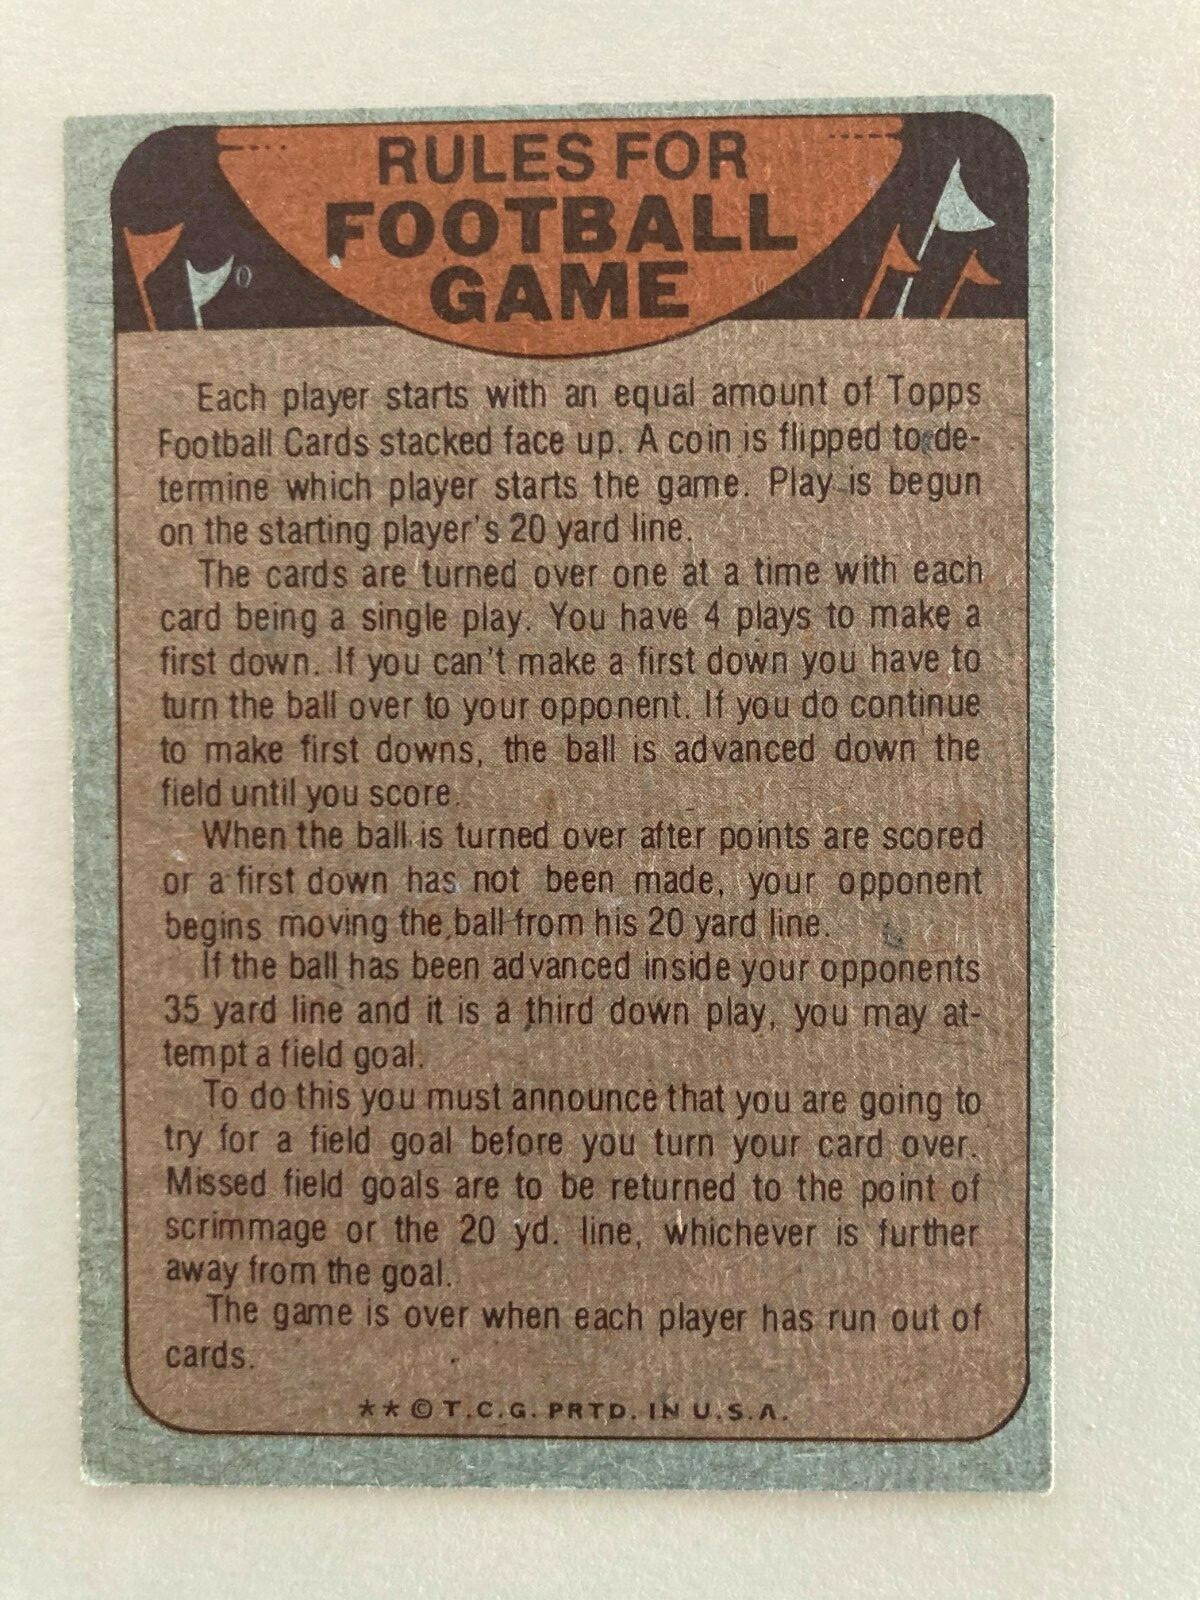 RULES FOR
FOOTBALL
GAME
Each player starts with an equal amount of Topps
Football Cards stacked face up. A coin is flipped to de-
termine which player starts the game. Play is begun
on the starting player's 20 yard line.
The cards are turned over one at a time with each
card being a single play. You have 4 plays to make a
first down. If you can't make a first down you have to
turn the ball over to your opponent. If you do continue
to make first downs, the ball is advanced down the
field until you score.
When the ball is turned over after points are scored
or a first down has not been made, your opponent
begins moving the ball from his 20 yard line.
If the ball has been advanced inside your opponents
35 yard line and it is a third down play, you may at-
tempt a field goal.
To do this you must announce that you are going to
try for a field goal before you turn your card over.
Missed field goals are to be returned to the point of
scrimmage or the 20 yd. line, whichever is further
away from the goal.
The game is over when each player has run out of
cards.
**© T.C.G. PRTD. IN U.S.A.